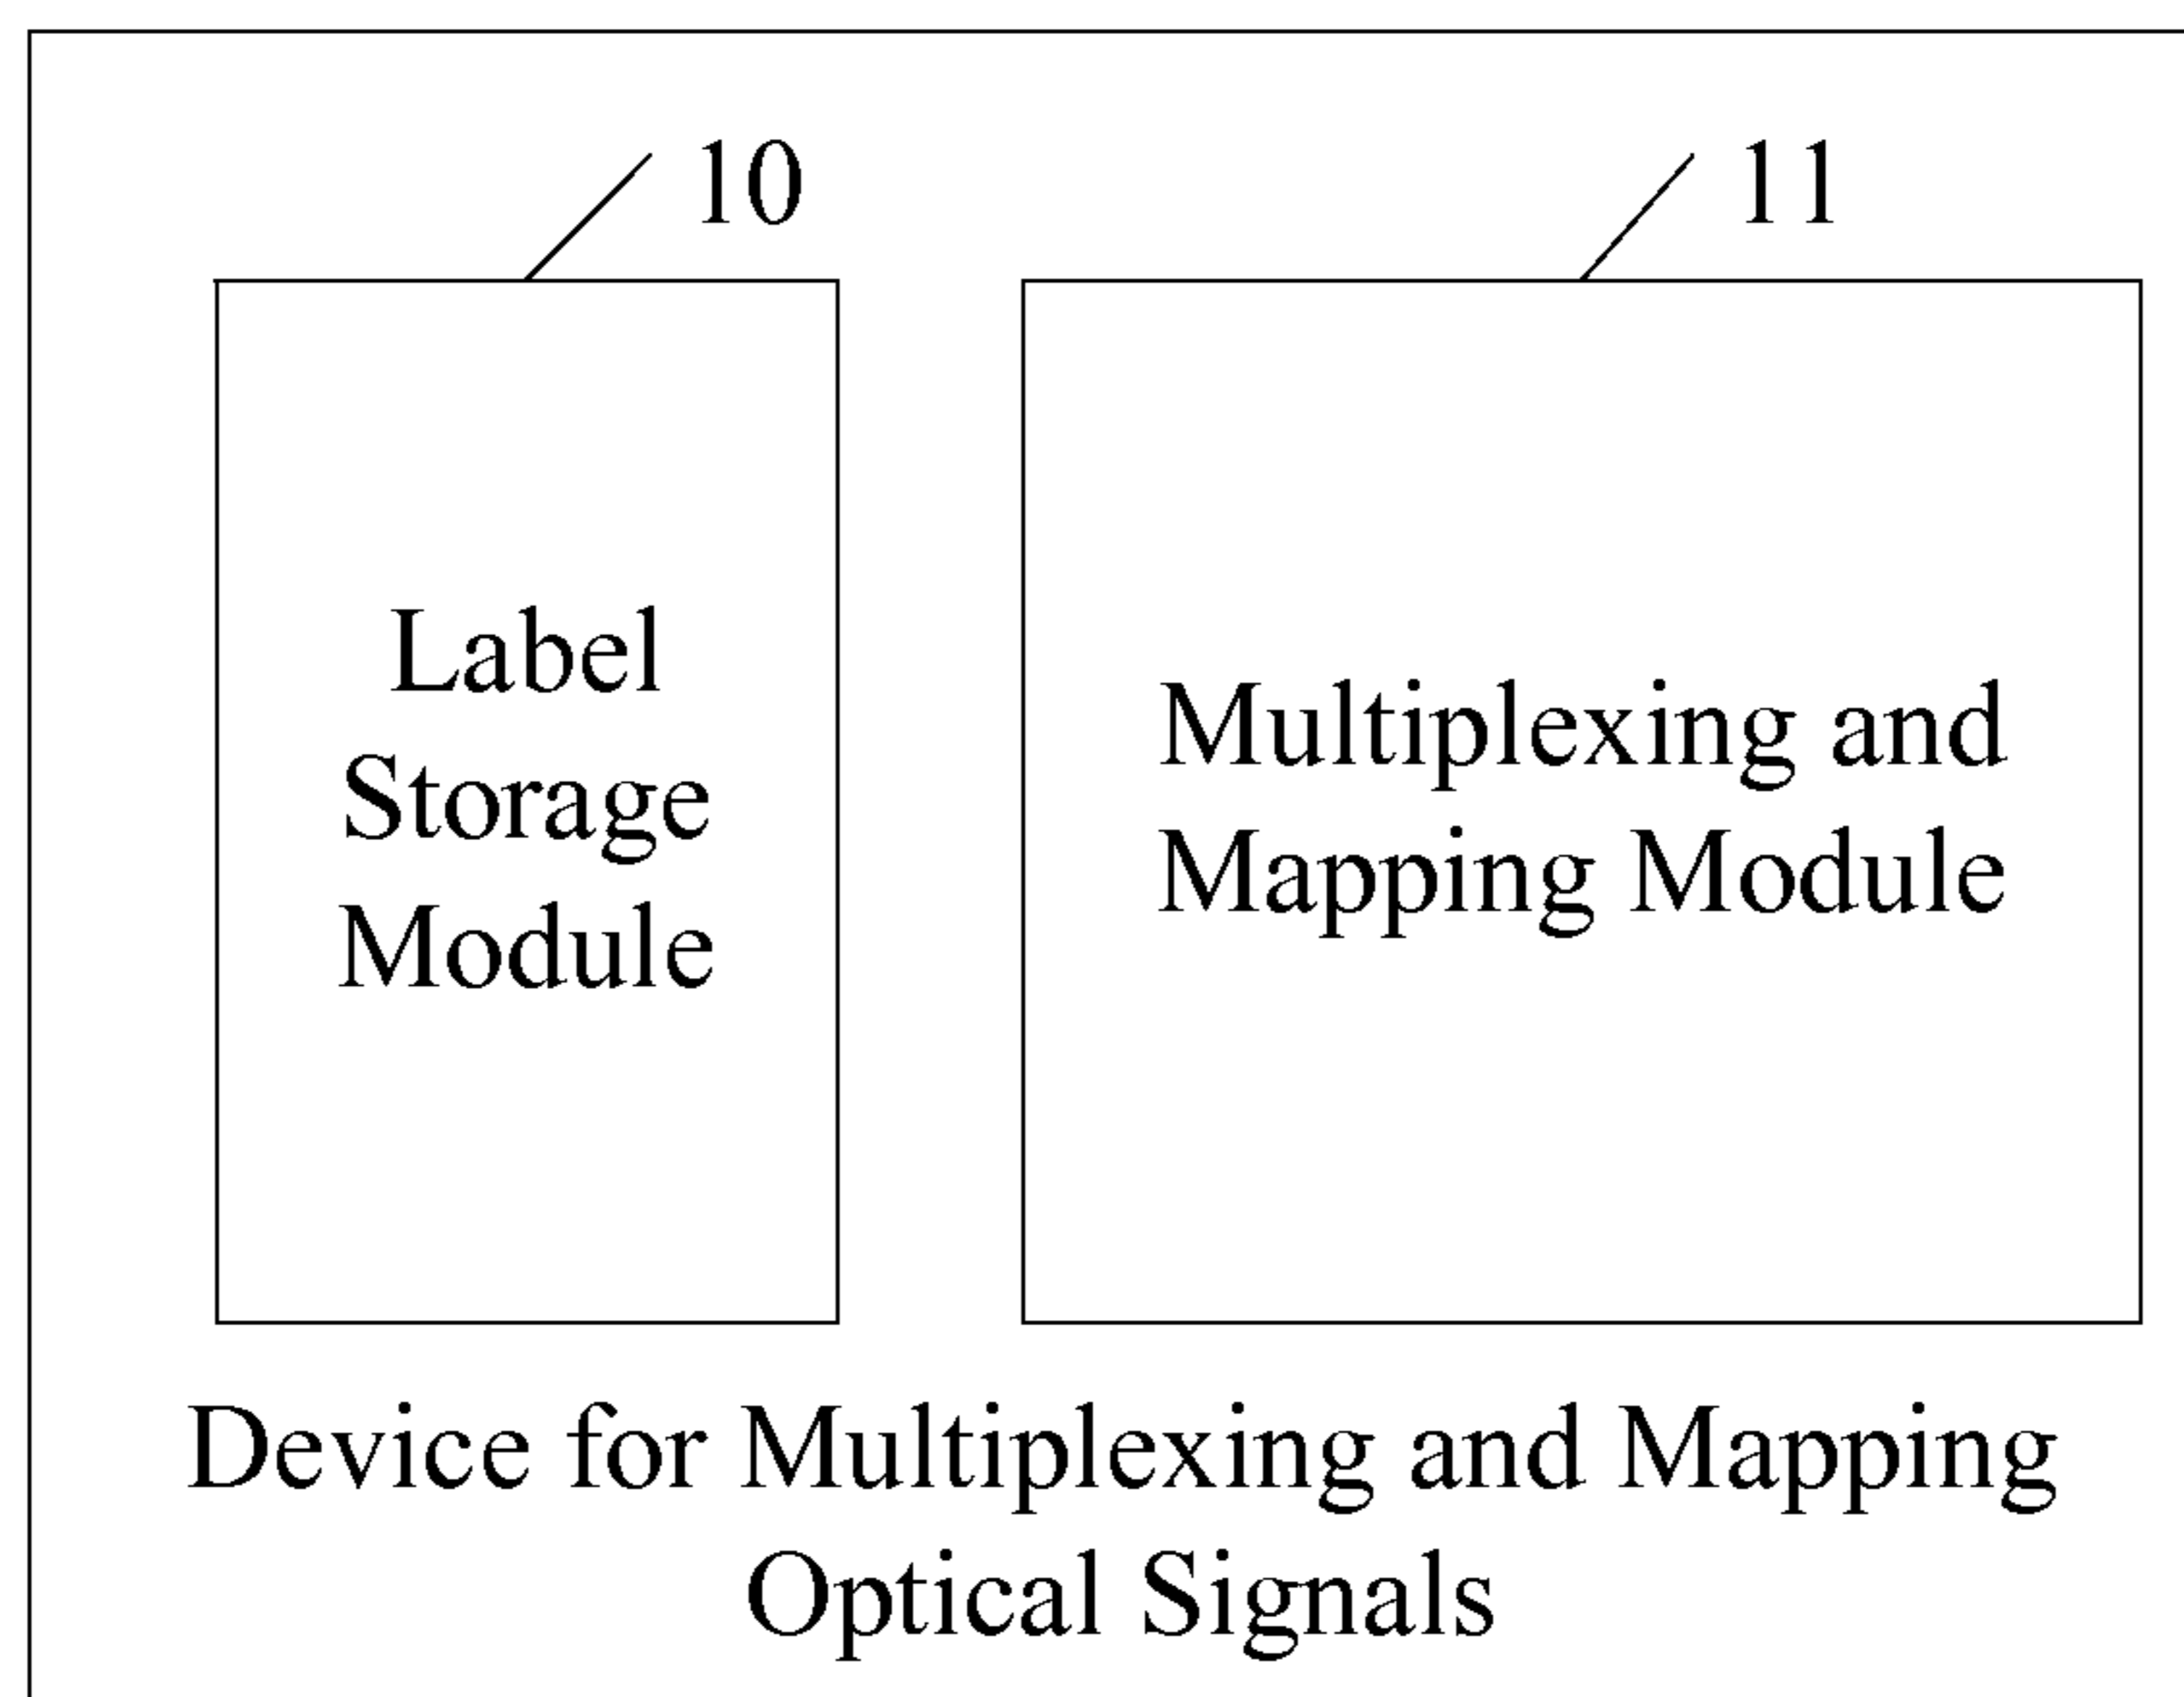 10
11
Label
Storage
Module
Multiplexing and
Mapping Module
Device for Multiplexing and Mapping
Optical Signals